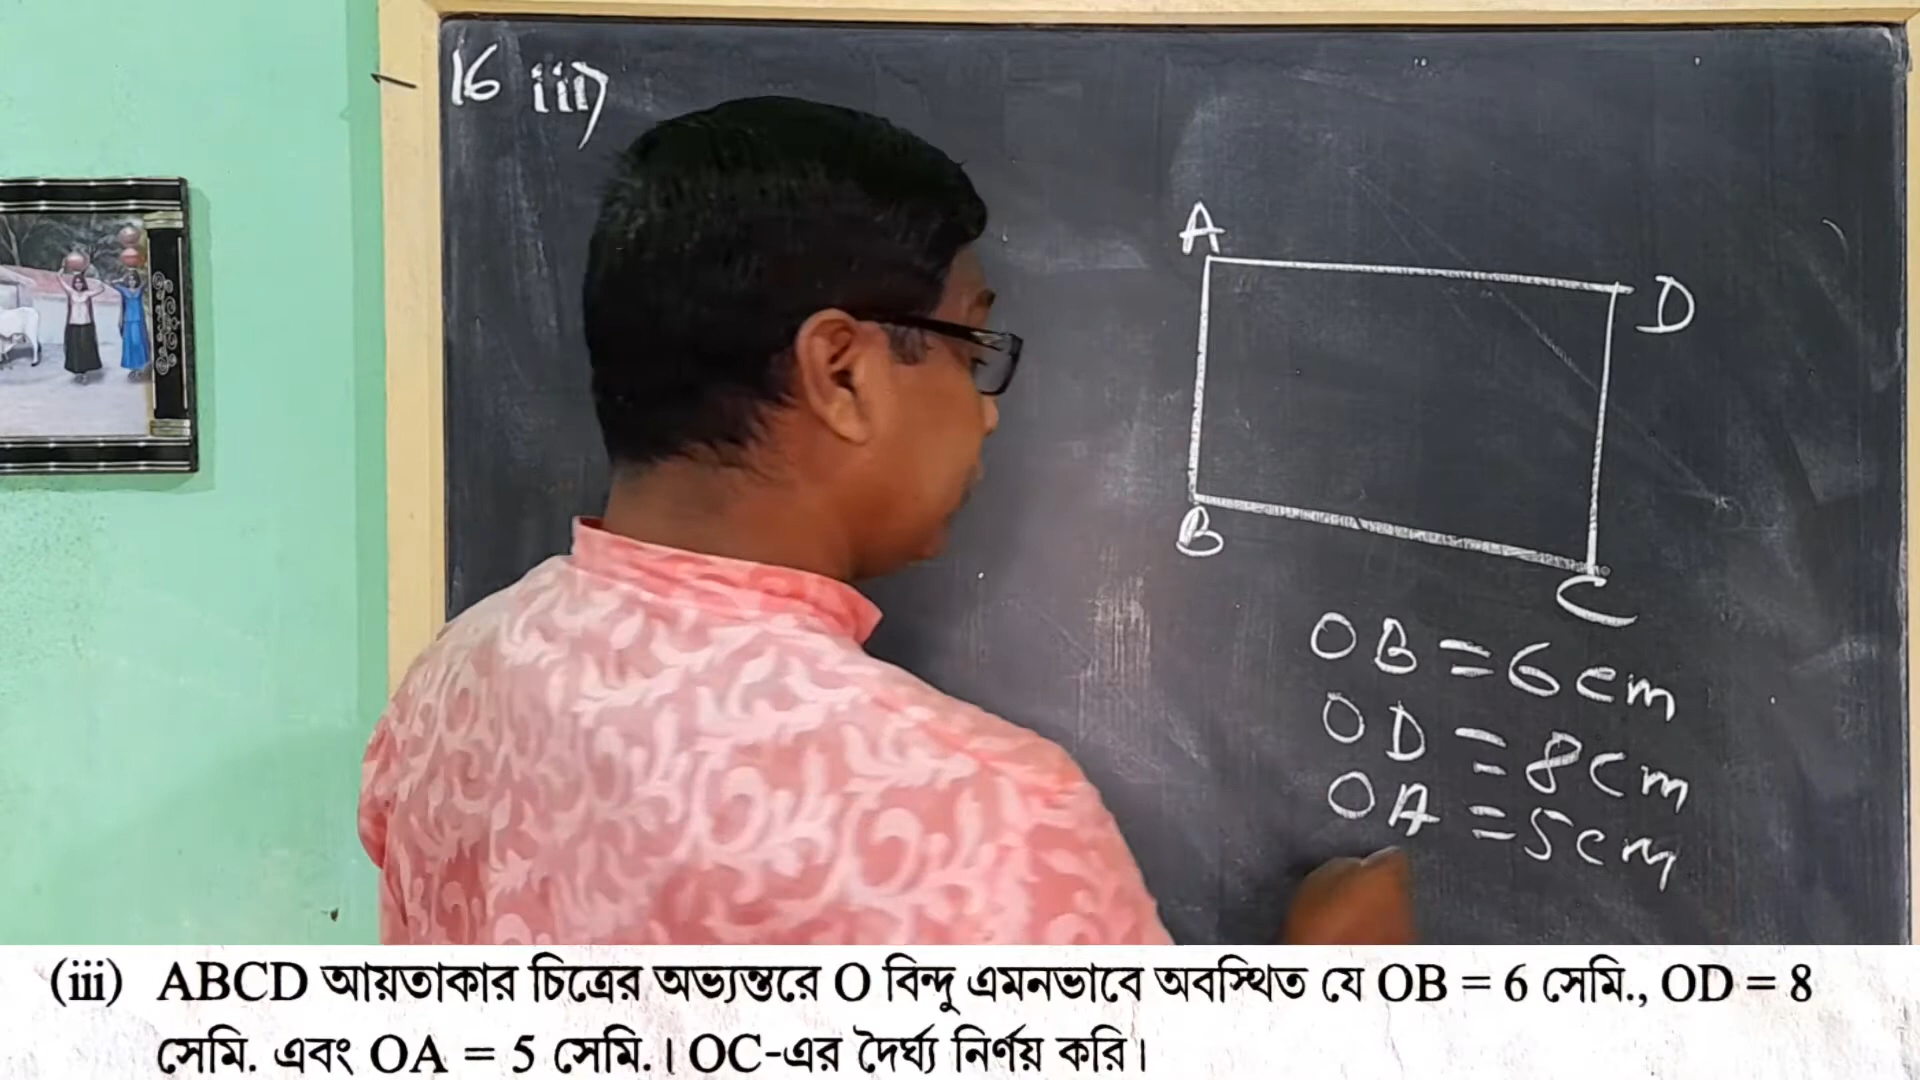 16 iii)
A
D
B
C
OB = 6cm
OD = 8cm
OA = 5cm
(iii) ABCD আয়তাকার চিত্রের অভ্যন্তরে O বিন্দু এমনভাবে অবস্থিত যে OB = 6 সেমি., OD = 8
সেমি. এবং OA = 5 সেমি.। OC-এর দৈর্ঘ্য নির্ণয় করি।